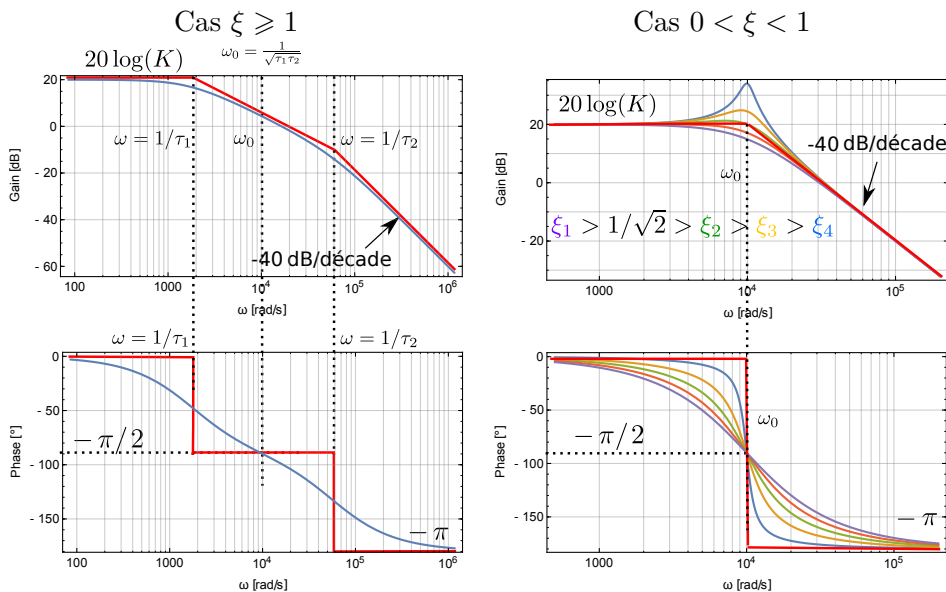 Cas ξ ⩾ 1
ω₀ = 1/√(τ₁τ₂)
20 log(K)
20
0
- 20
- 40
- 60
Gain [dB]
ω = 1/τ₁
ω₀
ω = 1/τ₂
-40 dB/décade
100
1000
10⁴
10⁵
10⁶
ω [rad/s]
Cas 0 < ξ < 1
40
20 log(K)
20
0
- 20
Gain [dB]
-40 dB/décade
ω₀
ξ₁ > 1/√2 > ξ₂ > ξ₃ > ξ₄
1000
10⁴
10⁵
ω [rad/s]
ω = 1/τ₁
ω = 1/τ₂
0
- 50
- 100
- 150
Phase [°]
− π/2
− π
100
1000
10⁴
10⁵
10⁶
ω [rad/s]
0
- 50
- 100
- 150
Phase [°]
ω₀
− π/2
− π
1000
10⁴
10⁵
ω [rad/s]